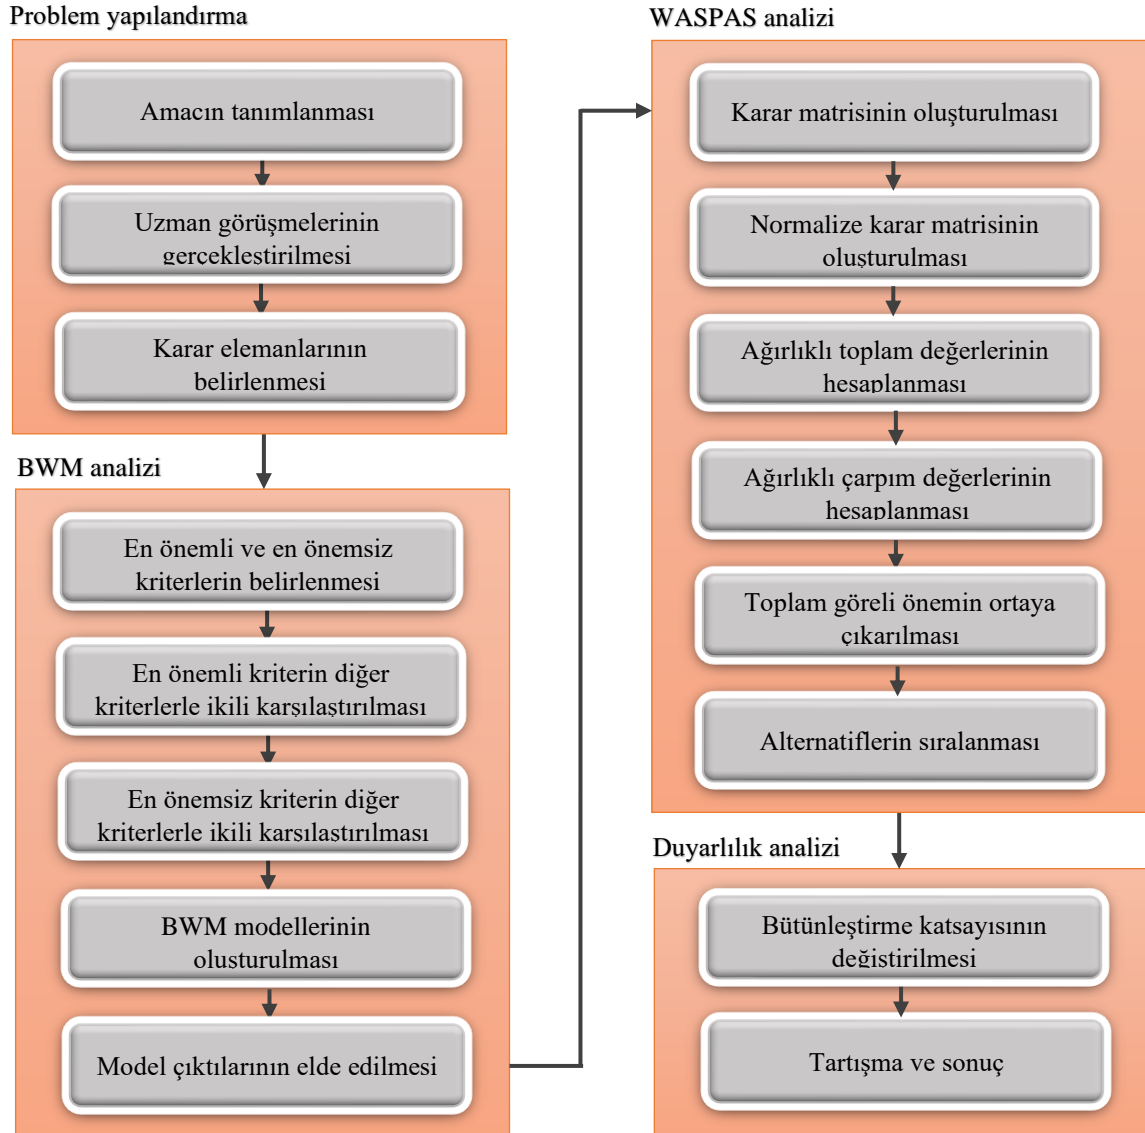 Problem yapılandırma
Amacın tanımlanması
Uzman görüşmelerinin
gerçekleştirilmesi
Karar elemanlarının
belirlenmesi
BWM analizi
En önemli ve en önemsiz
kriterlerin belirlenmesi
En önemli kriterin diğer
kriterlerle ikili karşılaştırılması
En önemsiz kriterin diğer
kriterlerle ikili karşılaştırılması
BWM modellerinin
oluşturulması
Model çıktılarının elde edilmesi
WASPAS analizi
Karar matrisinin oluşturulması
Normalize karar matrisinin
oluşturulması
Ağırlıklı toplam değerlerinin
hesaplanması
Ağırlıklı çarpım değerlerinin
hesaplanması
Toplam göreli önemin ortaya
çıkarılması
Alternatiflerin sıralanması
Duyarlılık analizi
Bütünleştirme katsayısının
değiştirilmesi
Tartışma ve sonuç